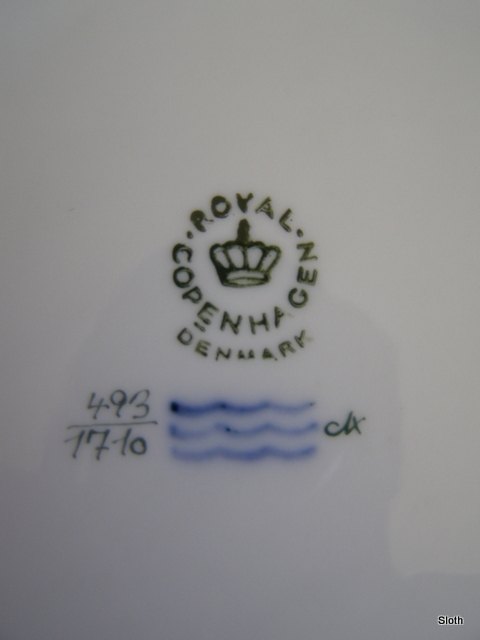 • ROYAL •
COPENHAGEN
DENMARK
493
1710
Sloth